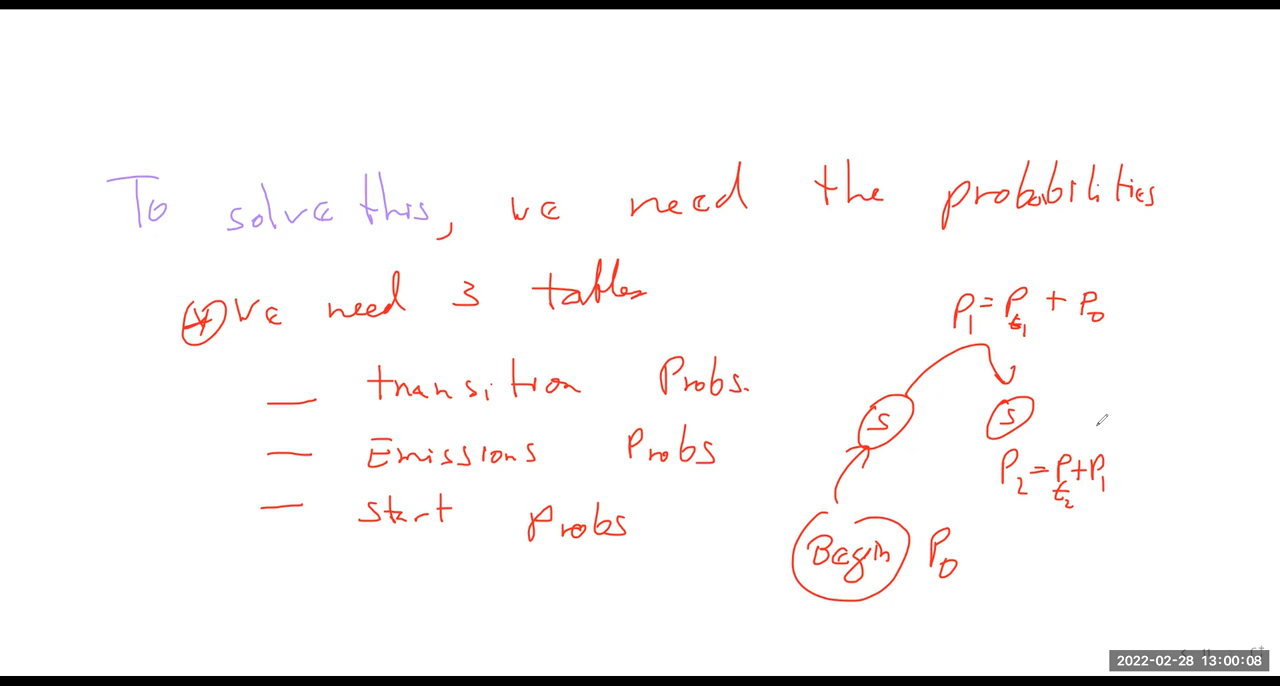 To solve this, we need the probabilities
* We need 3 tables
— transition Probs.
— Emissions Probs
— Start Probs
P₁ = Pt₁ + P₀
S
S
P₂ = Pt₂ + P₁
Begin P₀
2022-02-28 13:00:08